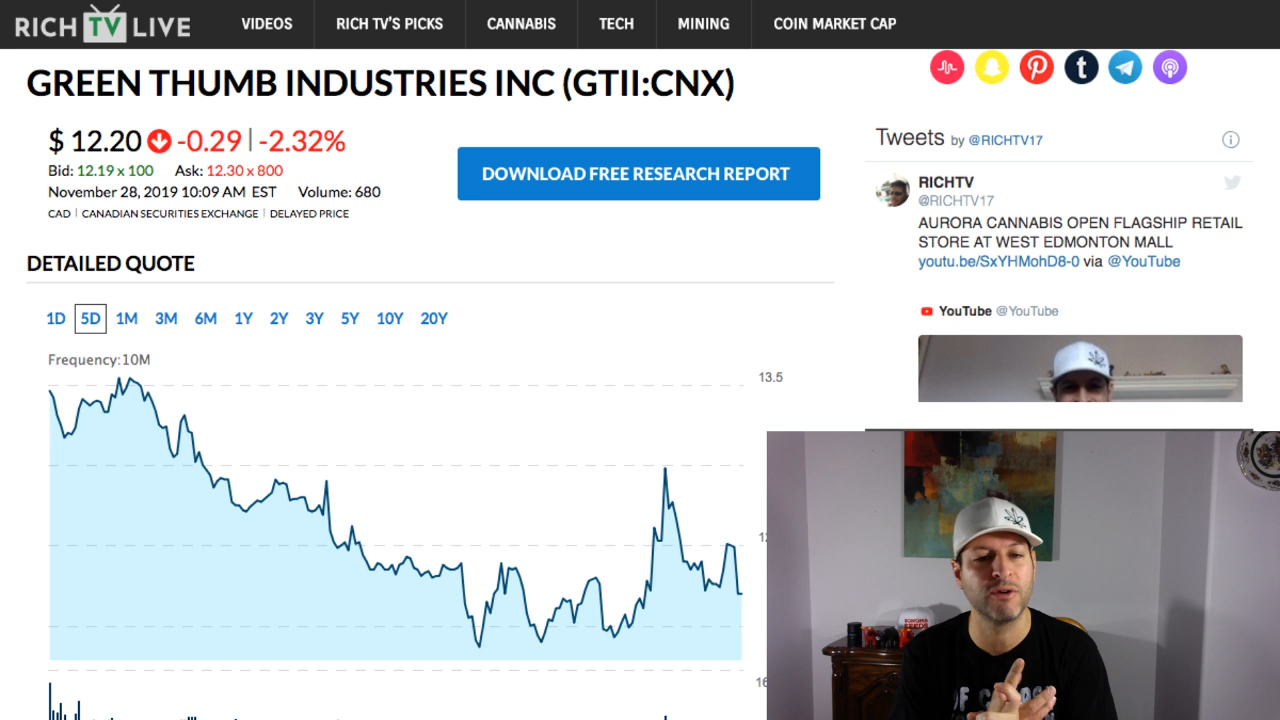 RICH TV LIVE
VIDEOS
RICH TV'S PICKS
CANNABIS
TECH
MINING
COIN MARKET CAP
GREEN THUMB INDUSTRIES INC (GTII:CNX)
$ 12.20 -0.29 | -2.32%
Bid: 12.19 x 100 Ask: 12.30 x 800
November 28, 2019 10:09 AM EST Volume: 680
CAD | CANADIAN SECURITIES EXCHANGE | DELAYED PRICE
DOWNLOAD FREE RESEARCH REPORT
DETAILED QUOTE
1D 5D 1M 3M 6M 1Y 2Y 3Y 5Y 10Y 20Y
Frequency:10M
13.5
t
Tweets by @RICHTV17
RICHTV
@RICHTV17
AURORA CANNABIS OPEN FLAGSHIP RETAIL
STORE AT WEST EDMONTON MALL
youtu.be/SxYHMohD8-0 via @YouTube
YouTube @YouTube